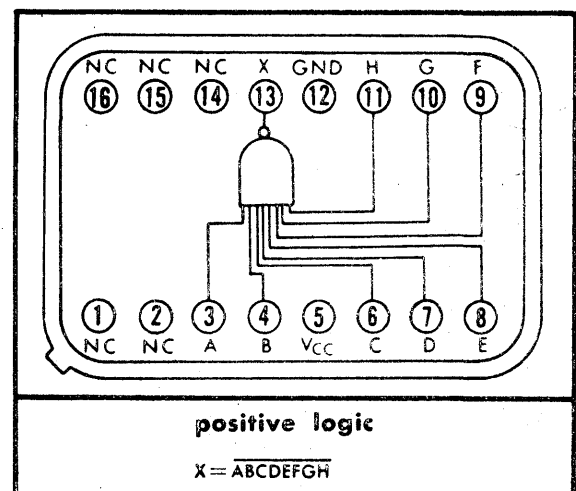 NC NC NC X GND H G F
16 15 14 13 12 11 10 9
1 2 3 4 5 6 7 8
NC NC A B VCC C D E
positive logic
X = ABCDEFGH